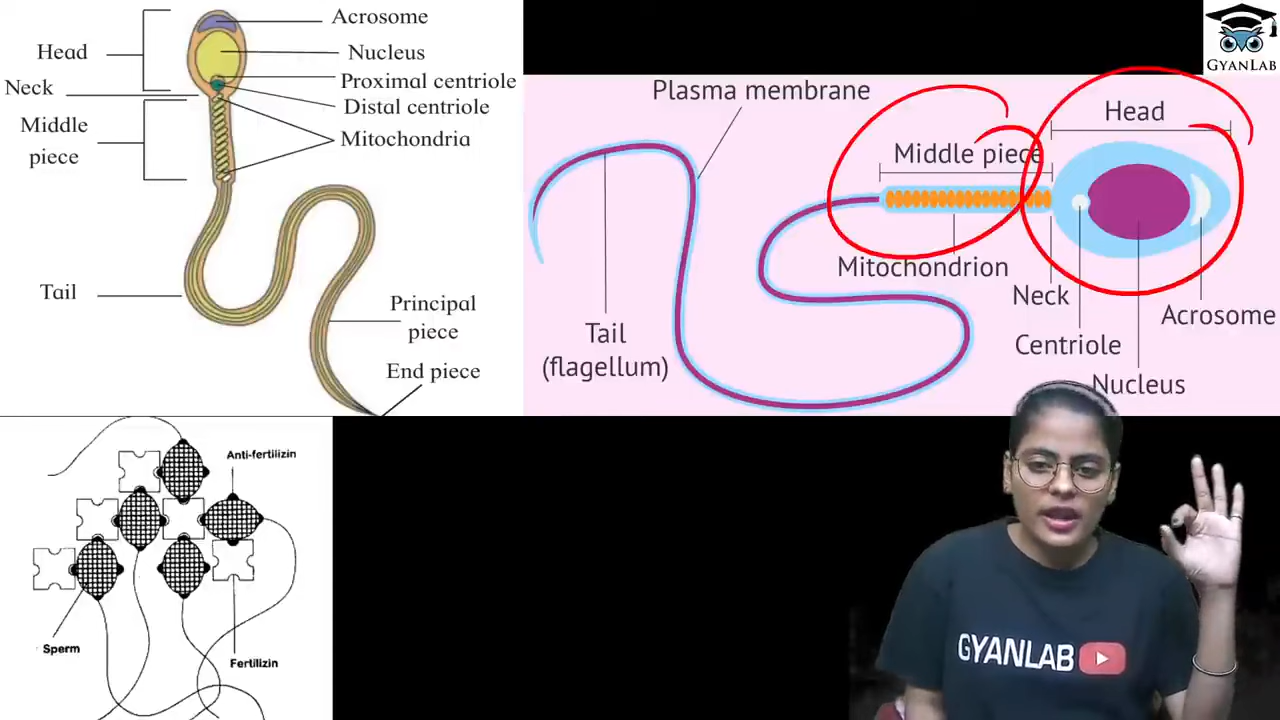 Acrosome
Head
Nucleus
Proximal centriole
Neck
Distal centriole
Middle
piece
Mitochondria
Tail
Principal
piece
End piece
GYANLAB
Plasma membrane
Head
Middle piece
Mitochondrion
Neck
Acrosome
Tail
(flagellum)
Centriole
Nucleus
Anti-fertilizin
Sperm
Fertilizin
GYANLAB